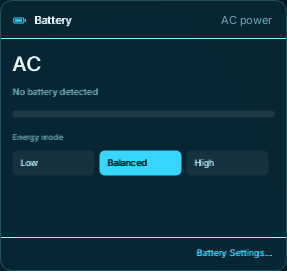 Battery AC power
AC
No battery detected
Energy mode
Low Balanced High
Battery Settings...